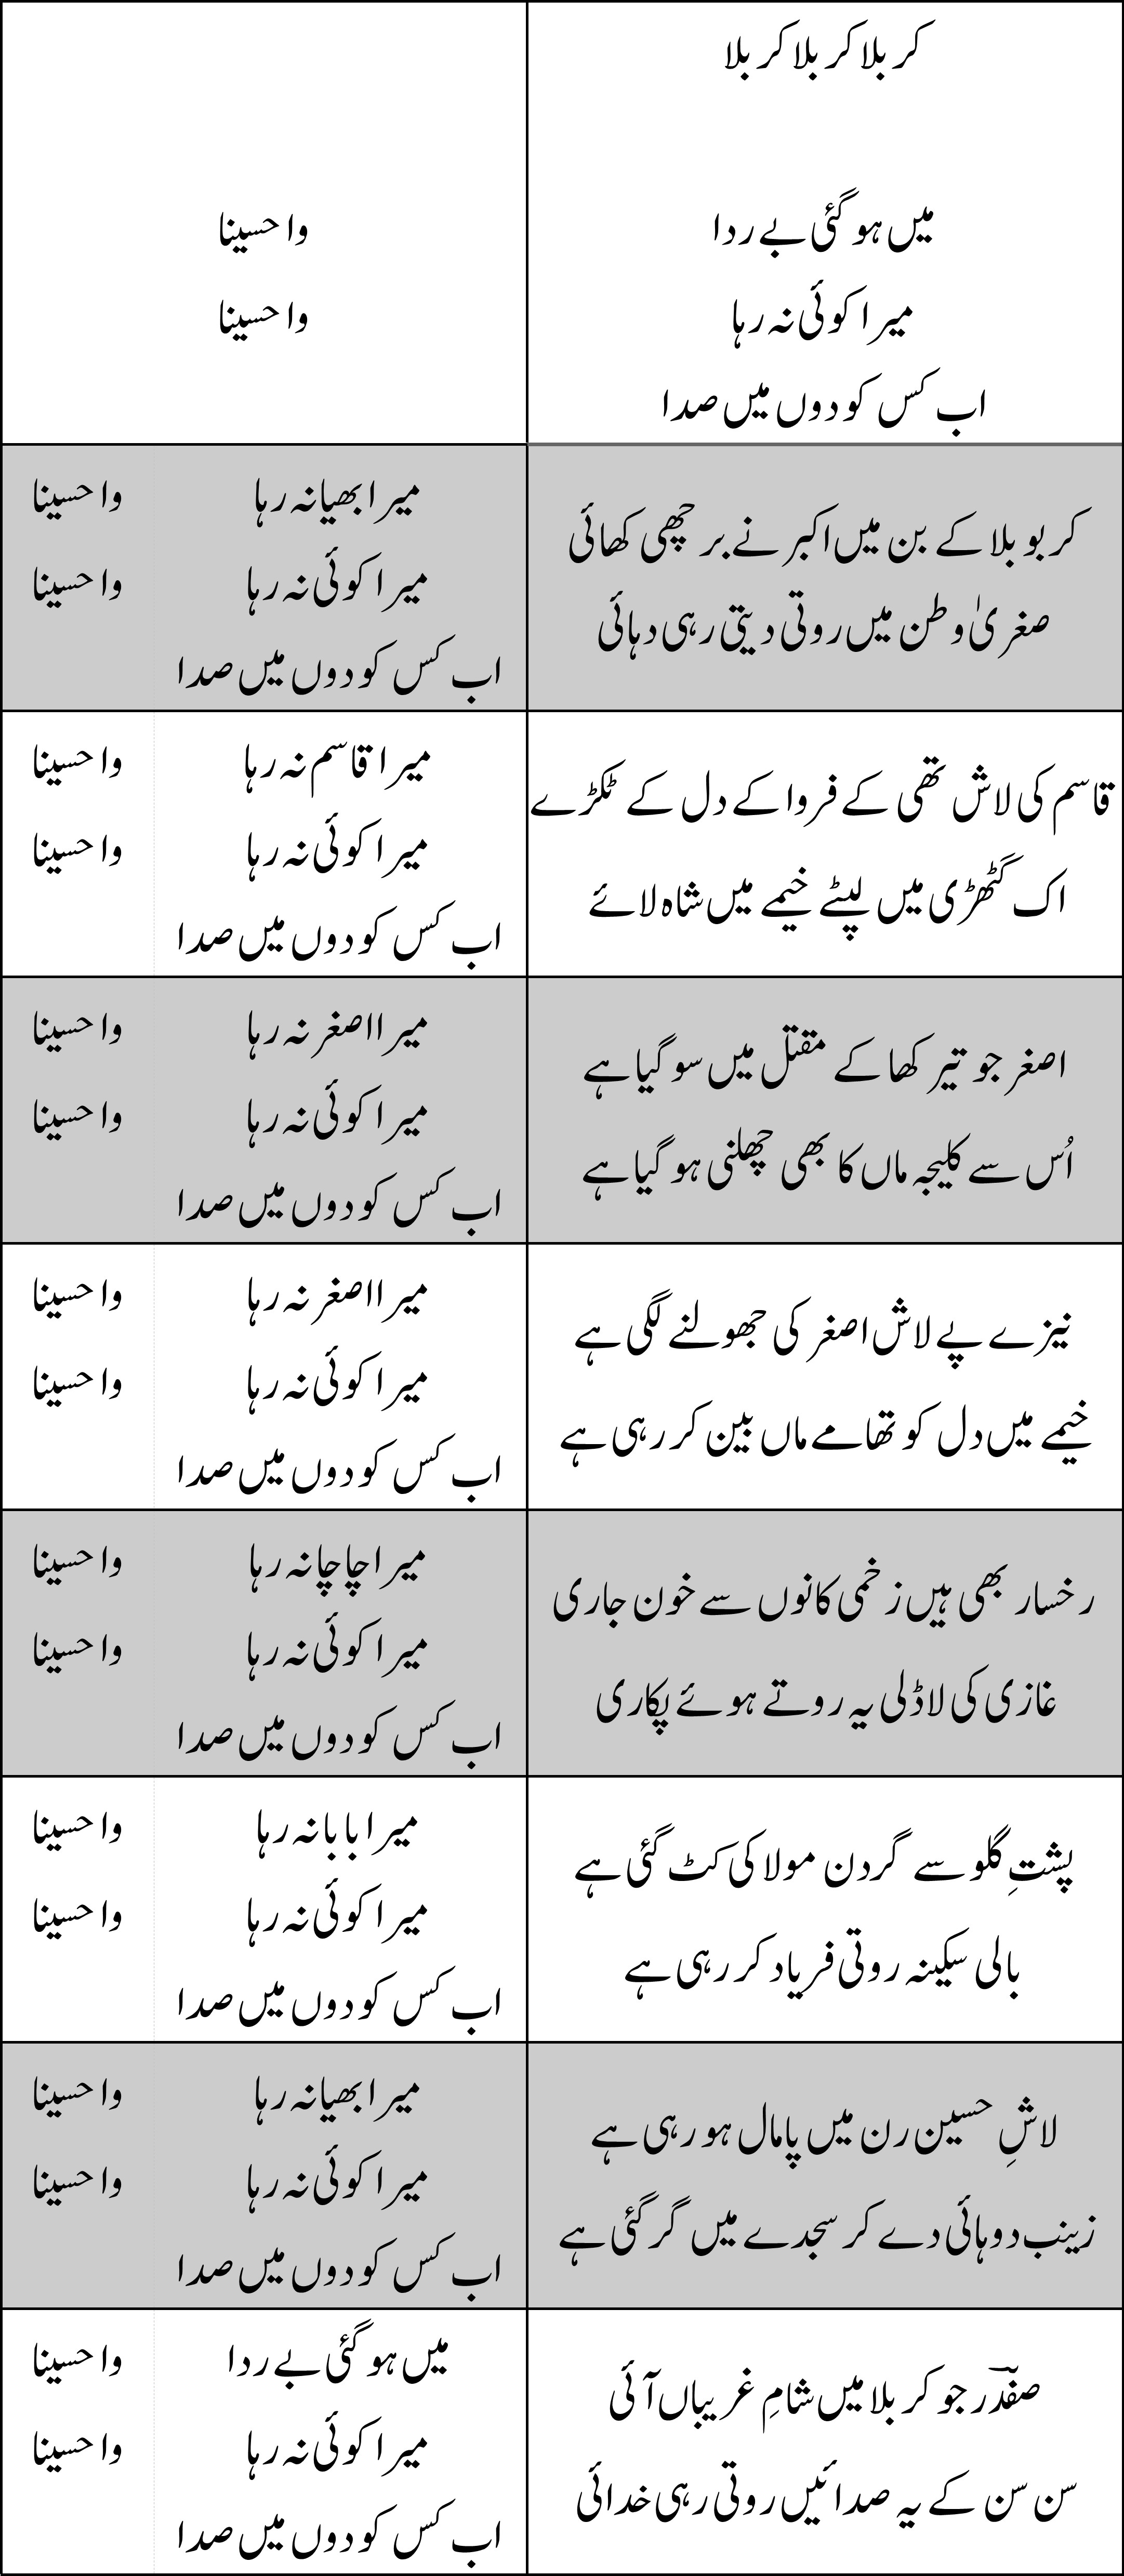 کربلا کربلا کربلا
میں ہو گئی بے ردا	وا حسینا
میرا کوئی نہ رہا	وا حسینا
اب کس کو دوں میں صدا
کربوبلا کے بن میں اکبر نے برچھی کھائی
صغریٰ وطن میں روتی دیتی رہی دہائی
میرا بھیا نہ رہا	وا حسینا
میرا کوئی نہ رہا	وا حسینا
اب کس کو دوں میں صدا
قاسم کی لاش تھی کے فروا کے دل کے ٹکڑے
اک گٹھڑی میں لپٹے خیمے میں شاہ لائے
میرا قاسم نہ رہا	وا حسینا
میرا کوئی نہ رہا	وا حسینا
اب کس کو دوں میں صدا
اصغر جو تیر کھا کے مقتل میں سو گیا ہے
اُس سے کلیجہ ماں کا بھی چھلنی ہو گیا ہے
میرا اصغر نہ رہا	وا حسینا
میرا کوئی نہ رہا	وا حسینا
اب کس کو دوں میں صدا
نیزے پے لاش اصغر کی جھولنے لگی ہے
خیمے میں دل کو تھامے ماں بین کر رہی ہے
میرا اصغر نہ رہا	وا حسینا
میرا کوئی نہ رہا	وا حسینا
اب کس کو دوں میں صدا
رخسار بھی ہیں زخمی کانوں سے خون جاری
غازی کی لاڈلی یہ روتے ہوئے پکاری
میرا چاچا نہ رہا	وا حسینا
میرا کوئی نہ رہا	وا حسینا
اب کس کو دوں میں صدا
پشتِ گلو سے گردن مولا کی کٹ گئی ہے
بالی سکینہ روتی فریاد کر رہی ہے
میرا بابا نہ رہا	وا حسینا
میرا کوئی نہ رہا	وا حسینا
اب کس کو دوں میں صدا
لاشِ حسین رن میں پامال ہو رہی ہے
زینب دوہائی دے کر سجدے میں گر گئی ہے
میرا بھیا نہ رہا	وا حسینا
میرا کوئی نہ رہا	وا حسینا
اب کس کو دوں میں صدا
صفدؔر جو کربلا میں شامِ غریباں آئی
سن سن کے یہ صدائیں روتی رہی خدائی
میں ہو گئی بے ردا	وا حسینا
میرا کوئی نہ رہا	وا حسینا
اب کس کو دوں میں صدا